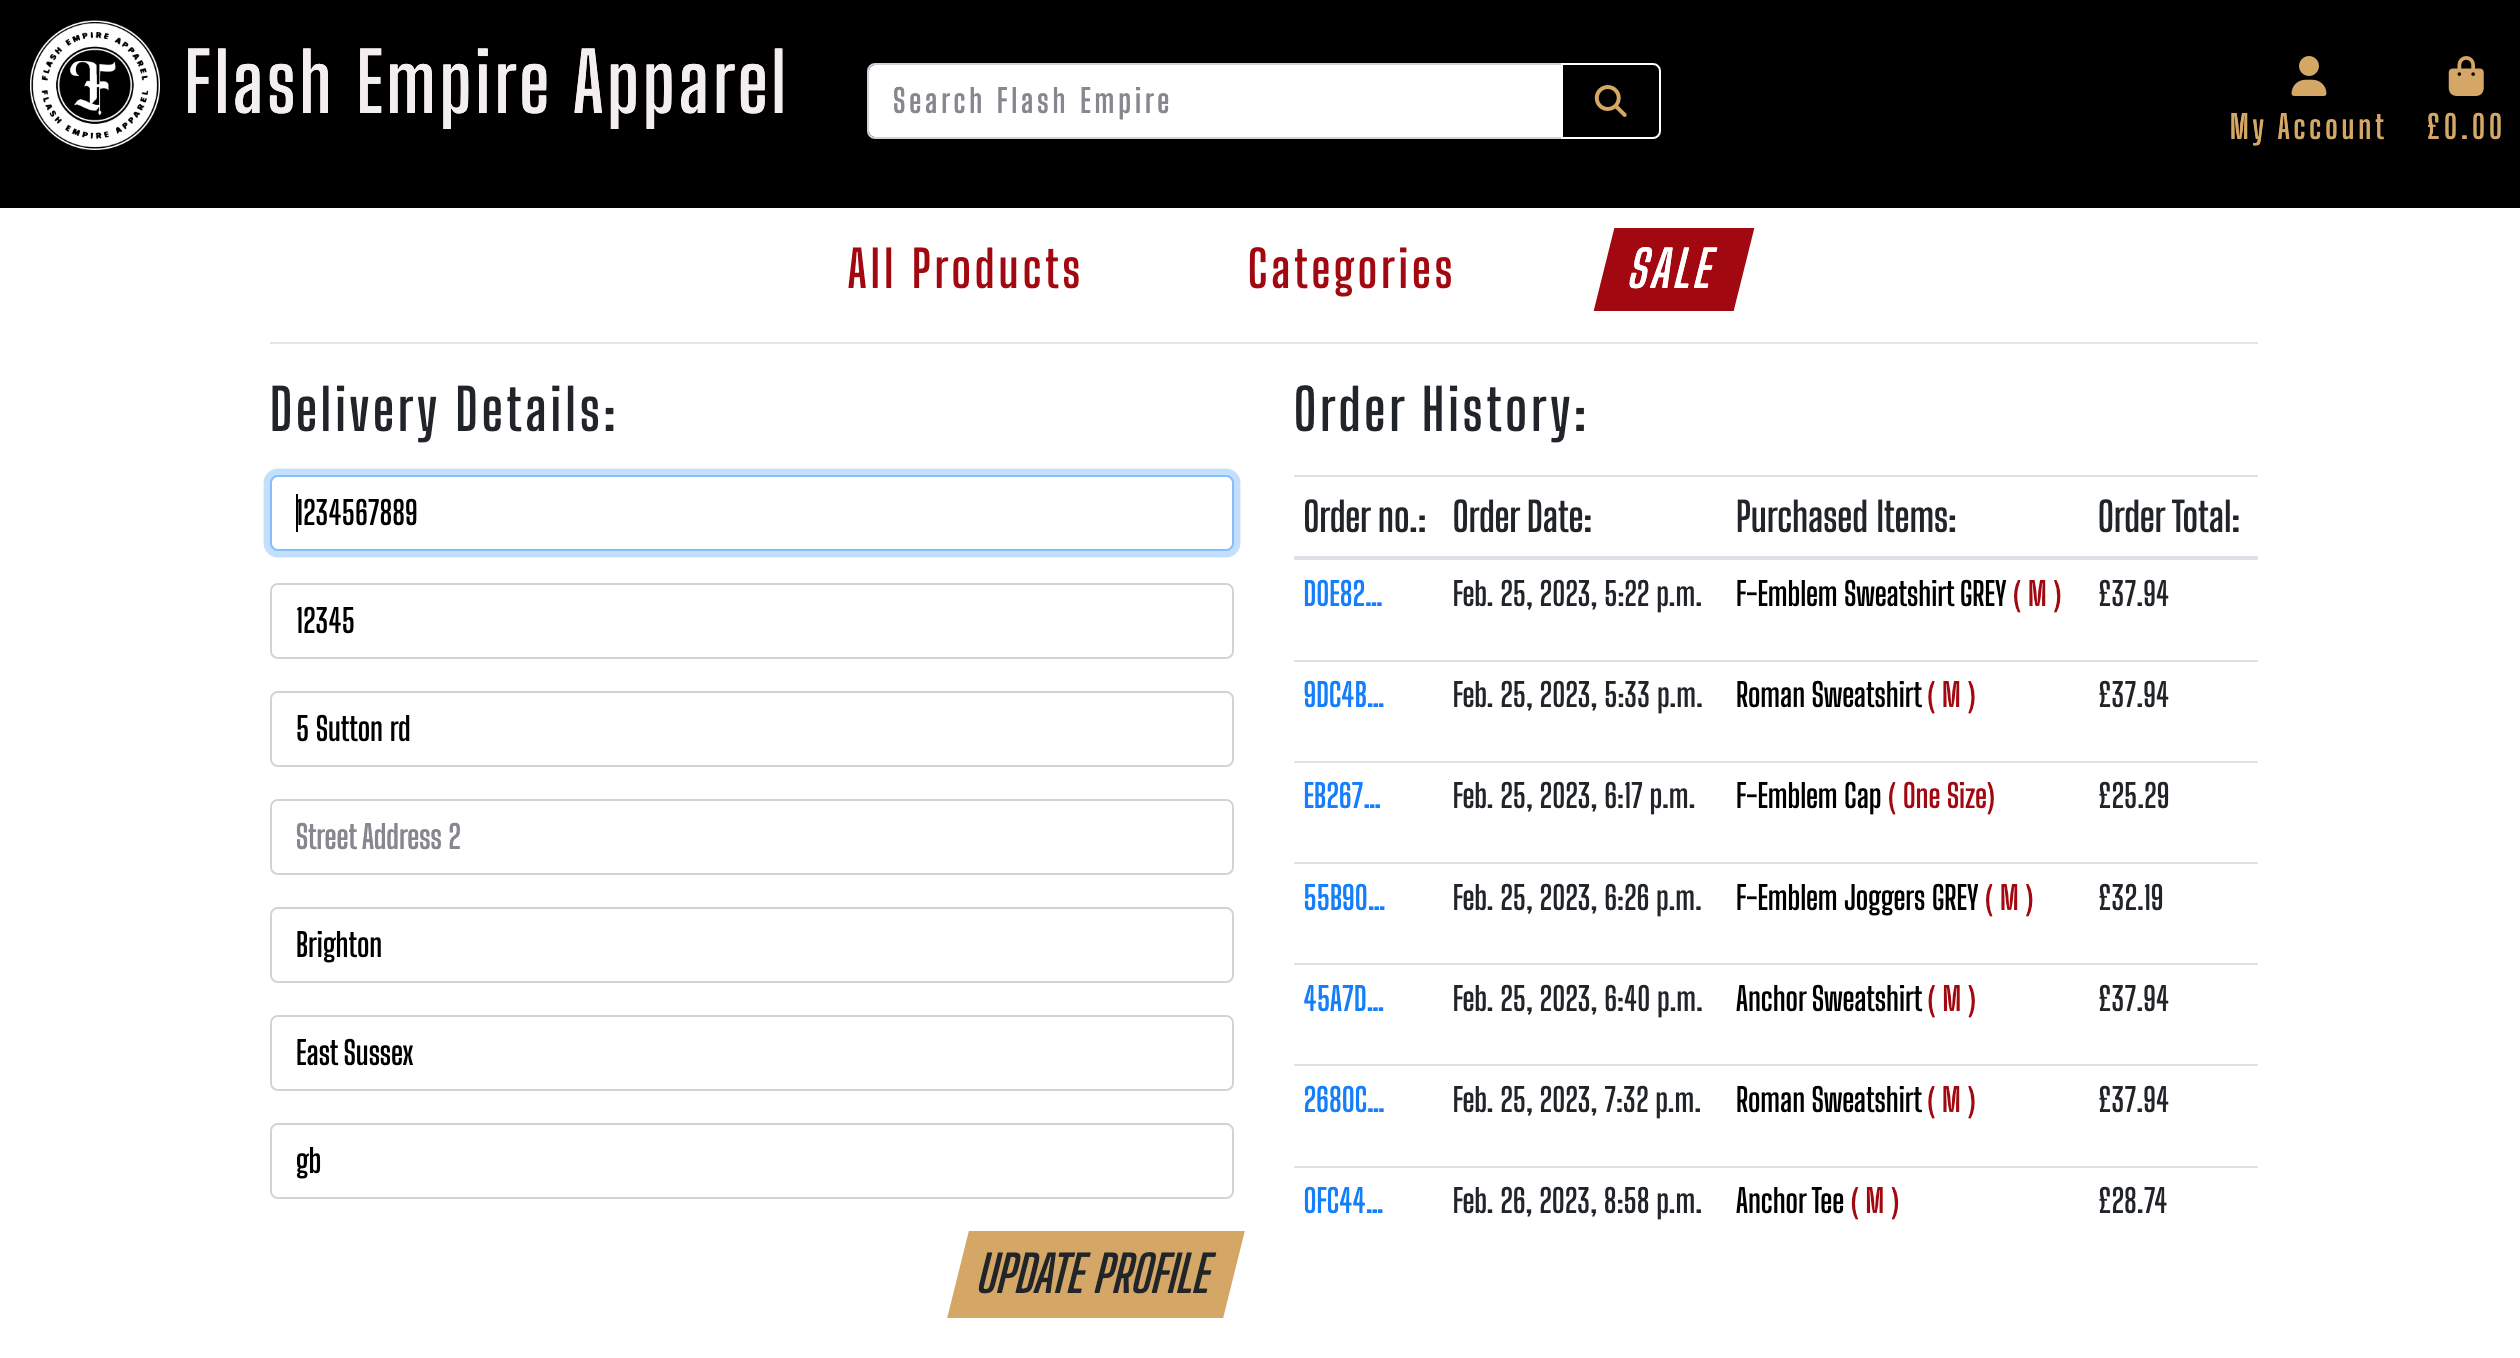 FLASH EMPIRE APPAREL
FLASH EMPIRE APPAREL
F
Flash Empire Apparel
Search Flash Empire
My Account
£0.00
All Products
Categories
SALE
Delivery Details:
1234567889
12345
5 Sutton rd
Street Address 2
Brighton
East Sussex
gb
UPDATE PROFILE
Order History:
Order no.: Order Date: Purchased Items: Order Total:
D0E82... Feb. 25, 2023, 5:22 p.m. F-Emblem Sweatshirt GREY ( M ) £37.94
9DC4B... Feb. 25, 2023, 5:33 p.m. Roman Sweatshirt ( M ) £37.94
EB267... Feb. 25, 2023, 6:17 p.m. F-Emblem Cap ( One Size) £25.29
55B90... Feb. 25, 2023, 6:26 p.m. F-Emblem Joggers GREY ( M ) £32.19
45A7D... Feb. 25, 2023, 6:40 p.m. Anchor Sweatshirt ( M ) £37.94
2680C... Feb. 25, 2023, 7:32 p.m. Roman Sweatshirt ( M ) £37.94
0FC44... Feb. 26, 2023, 8:58 p.m. Anchor Tee ( M ) £28.74